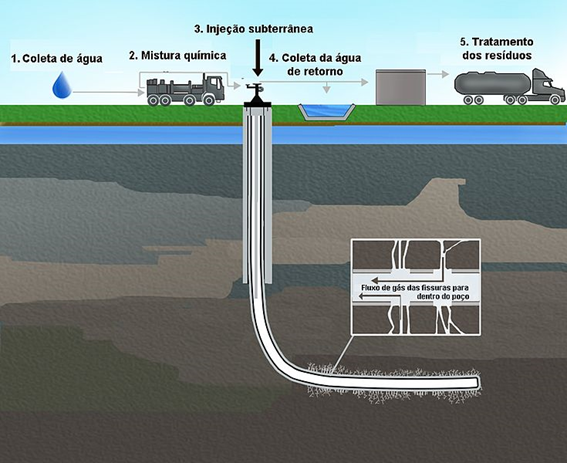 3. Injeção subterrânea
1. Coleta de água
2. Mistura química
4. Coleta da água
de retorno
5. Tratamento
dos resíduos
Fluxo de gás das fissuras para
dentro do poço